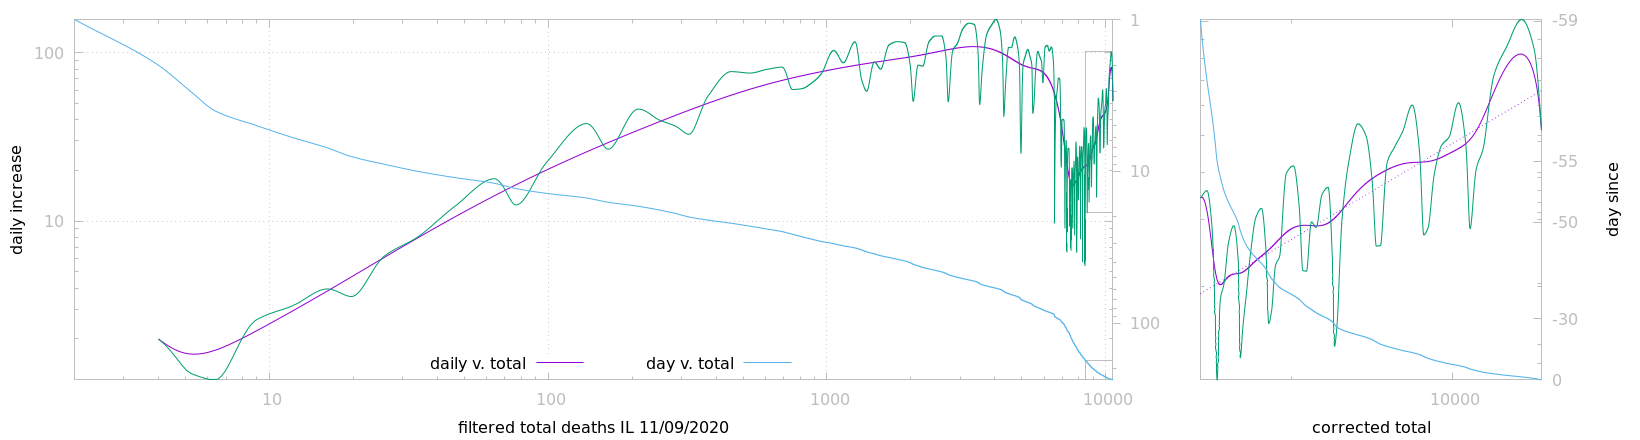 daily increase
100
10
daily v. total
day v. total
1
10
100
10
100
1000
10000
filtered total deaths IL 11/09/2020
-59
-55
-50
-30
0
day since
10000
corrected total